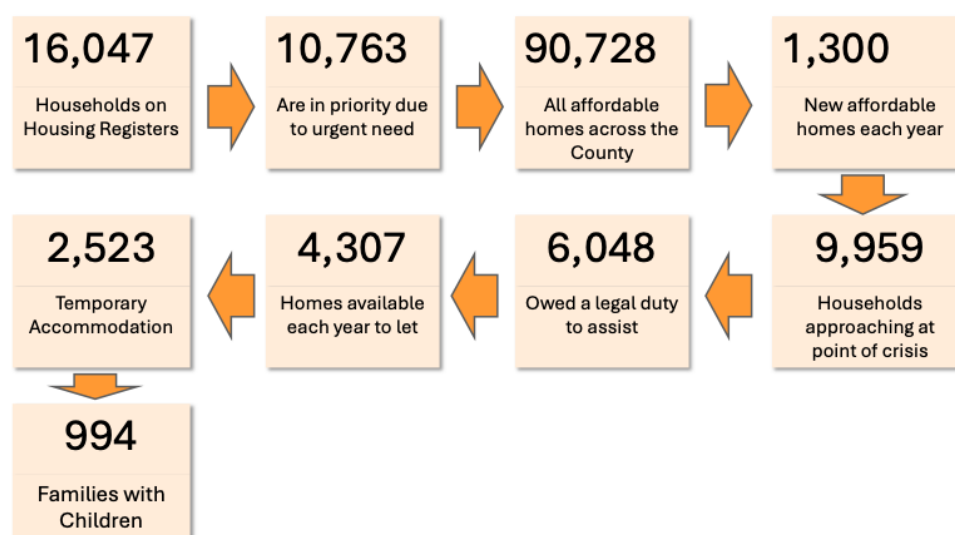 16,047
Households on
Housing Registers
10,763
Are in priority due
to urgent need
90,728
All affordable
homes across the
County
1,300
New affordable
homes each year
9,959
Households
approaching at
point of crisis
6,048
Owed a legal duty
to assist
4,307
Homes available
each year to let
2,523
Temporary
Accommodation
994
Families with
Children